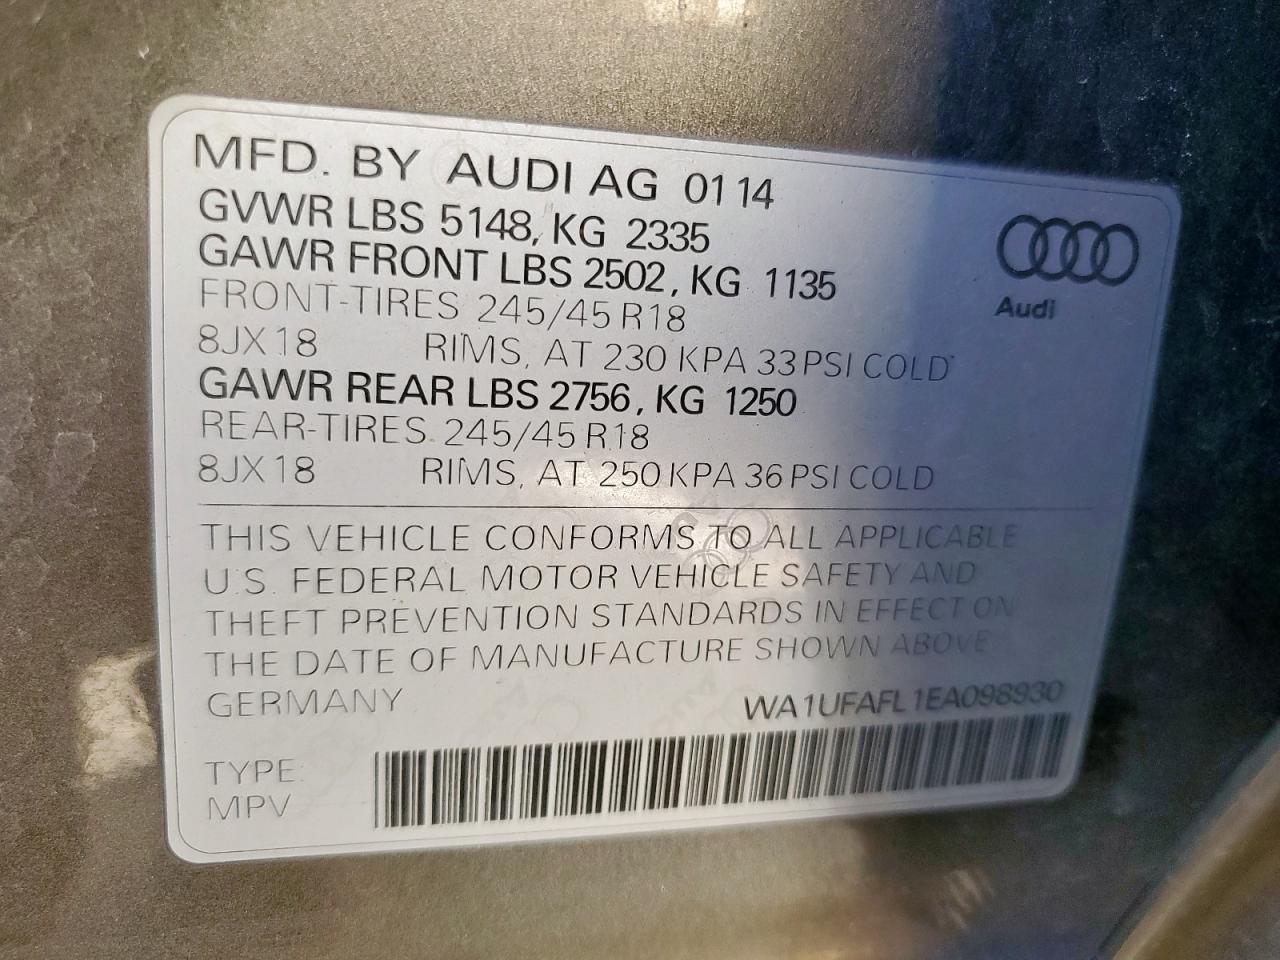 MFD. BY AUDI AG 01 14
GVWR LBS 5148, KG 2335
GAWR FRONT LBS 2502, KG 1135
FRONT-TIRES 245/45 R18
8JX18 RIMS, AT 230 KPA 33 PSI COLD
GAWR REAR LBS 2756, KG 1250
REAR-TIRES 245/45 R18
8JX18 RIMS, AT 250 KPA 36 PSI COLD
Audi
THIS VEHICLE CONFORMS TO ALL APPLICABLE
U.S. FEDERAL MOTOR VEHICLE SAFETY AND
THEFT PREVENTION STANDARDS IN EFFECT ON
THE DATE OF MANUFACTURE SHOWN ABOVE
GERMANY WA1UFAFL1EA098930
TYPE:
MPV